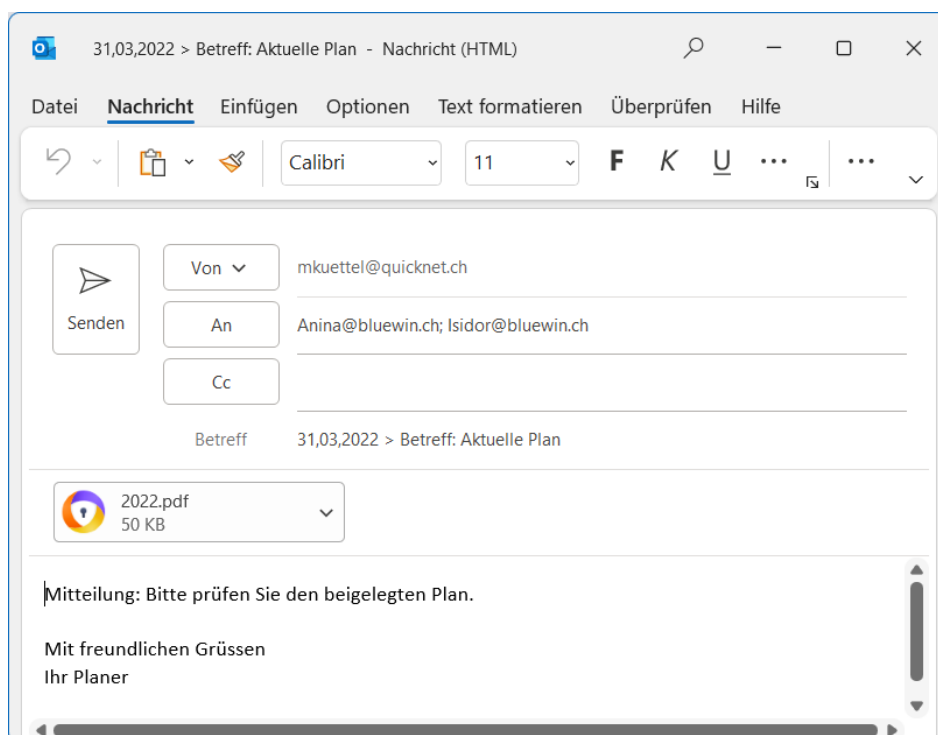 31,03,2022 > Betreff: Aktuelle Plan - Nachricht (HTML)
Datei Nachricht Einfügen Optionen Text formatieren Überprüfen Hilfe
Calibri 11 F K U
Von mkuettel@quicknet.ch
Senden An Anina@bluewin.ch; Isidor@bluewin.ch
Cc
Betreff 31,03,2022 > Betreff: Aktuelle Plan
2022.pdf
50 KB
Mitteilung: Bitte prüfen Sie den beigelegten Plan.
Mit freundlichen Grüssen
Ihr Planer